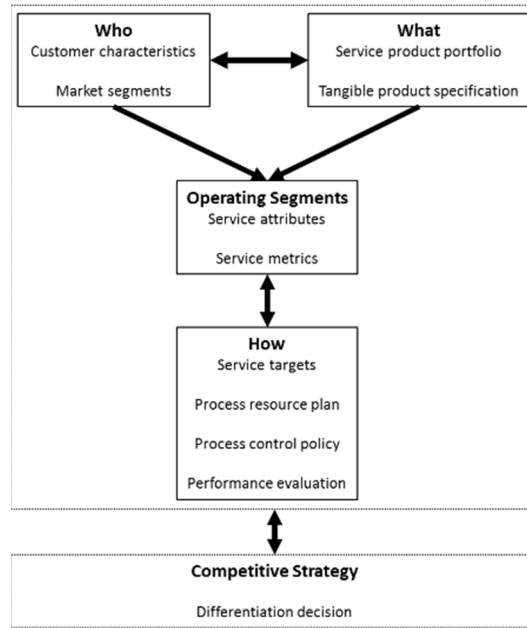 Who
Customer characteristics
Market segments
What
Service product portfolio
Tangible product specification
Operating Segments
Service attributes
Service metrics
How
Service targets
Process resource plan
Process control policy
Performance evaluation
Competitive Strategy
Differentiation decision